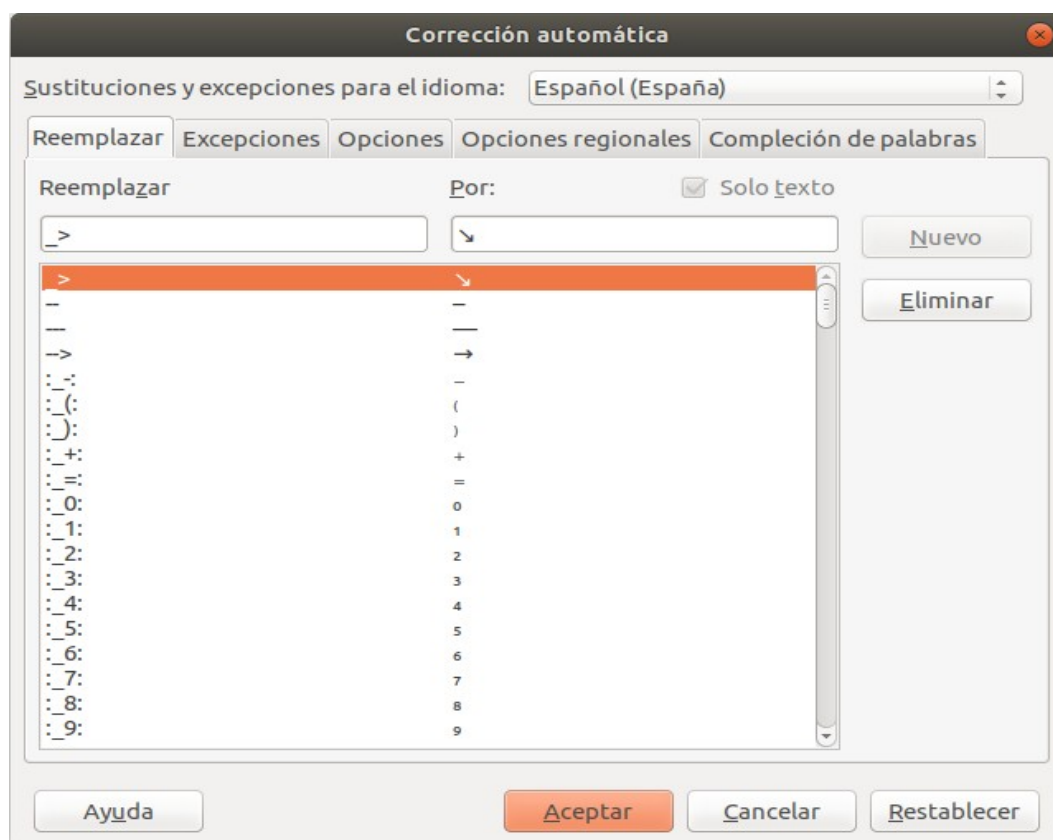 Corrección automática
Sustituciones y excepciones para el idioma: Español (España)
Reemplazar Excepciones Opciones Opciones regionales Compleción de palabras
Reemplazar Por: Solo texto
_> ↘ Nuevo
_> ↘
-- – Eliminar
--- —
--> →
:_-: ₋
:_(: ₍
:_): ₎
:_+: ₊
:_=: ₌
:_0: ₀
:_1: ₁
:_2: ₂
:_3: ₃
:_4: ₄
:_5: ₅
:_6: ₆
:_7: ₇
:_8: ₈
:_9: ₉
Ayuda Aceptar Cancelar Restablecer